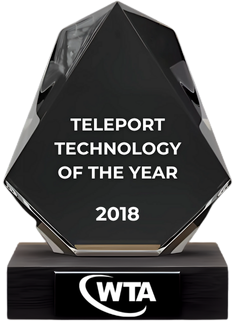 TELEPORT
TECHNOLOGY
OF THE YEAR
2018
WTA